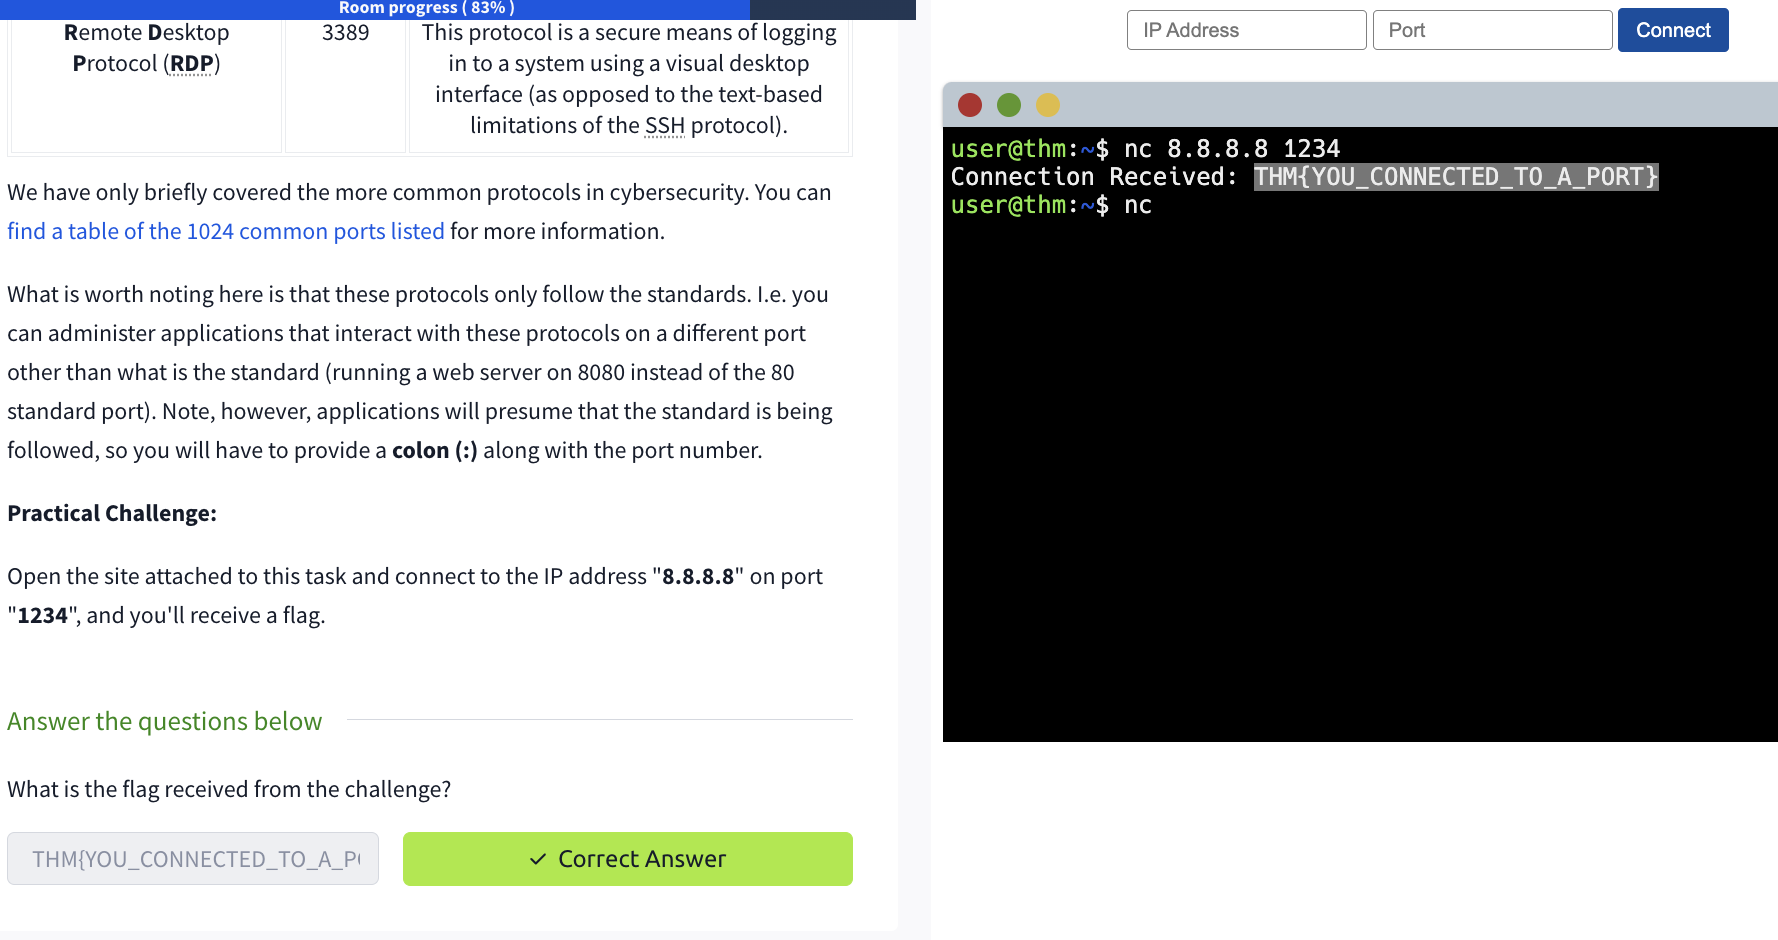 Room progress ( 83% )
Remote Desktop
Protocol (RDP)
3389
This protocol is a secure means of logging
in to a system using a visual desktop
interface (as opposed to the text-based
limitations of the SSH protocol).
We have only briefly covered the more common protocols in cybersecurity. You can
find a table of the 1024 common ports listed for more information.
What is worth noting here is that these protocols only follow the standards. I.e. you
can administer applications that interact with these protocols on a different port
other than what is the standard (running a web server on 8080 instead of the 80
standard port). Note, however, applications will presume that the standard is being
followed, so you will have to provide a colon (:) along with the port number.
Practical Challenge:
Open the site attached to this task and connect to the IP address "8.8.8.8" on port
"1234", and you'll receive a flag.
Answer the questions below
What is the flag received from the challenge?
THM{YOU_CONNECTED_TO_A_P
✓ Correct Answer
IP Address
Port
Connect
user@thm:~$ nc 8.8.8.8 1234
Connection Received: THM{YOU_CONNECTED_TO_A_PORT}
user@thm:~$ nc